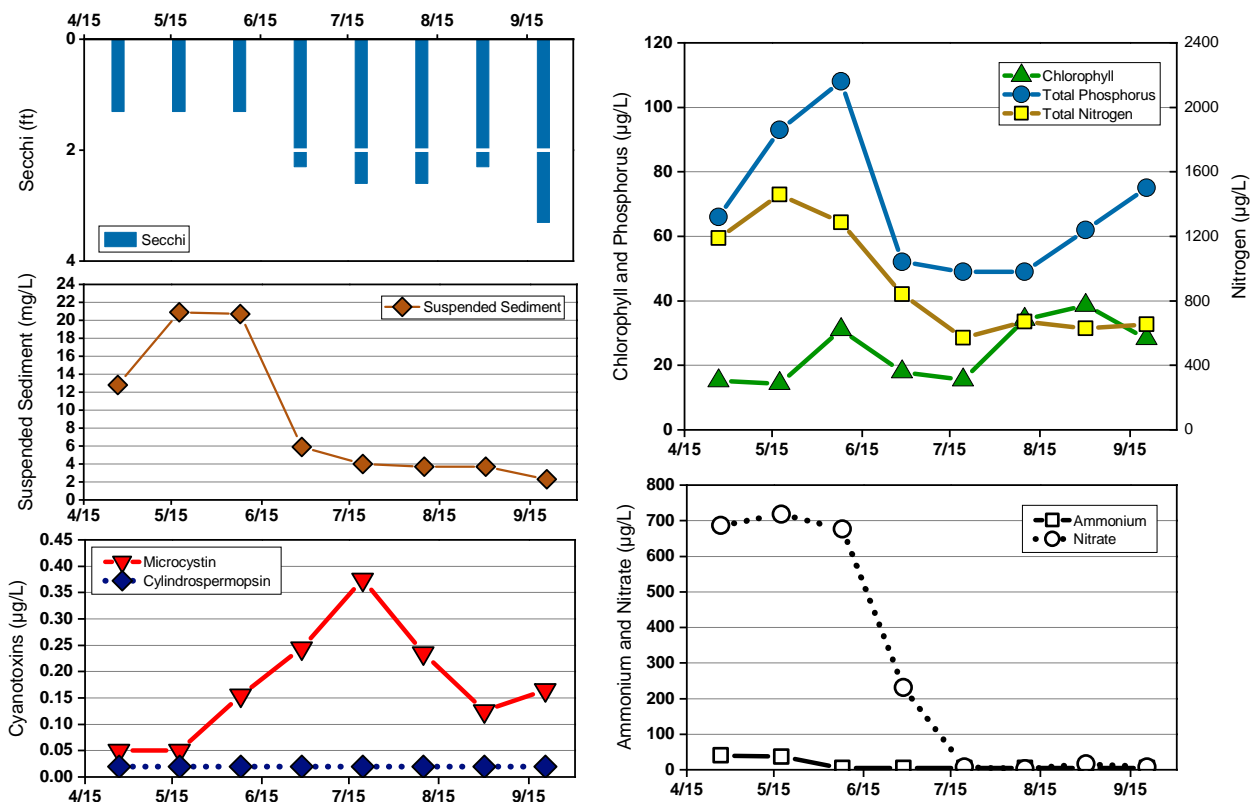 4/15 5/15 6/15 7/15 8/15 9/15
0
2
4
Secchi (ft)
Secchi
24
22
20
18
16
14
12
10
8
6
4
2
0
Suspended Sediment (mg/L)
Suspended Sediment
4/15 5/15 6/15 7/15 8/15 9/15
0.45
0.40
0.35
0.30
0.25
0.20
0.15
0.10
0.05
0.00
Cyanotoxins (µg/L)
Microcystin
Cylindrospermopsin
4/15 5/15 6/15 7/15 8/15 9/15
120
100
80
60
40
20
0
Chlorophyll and Phosphorus (µg/L)
Chlorophyll
Total Phosphorus
Total Nitrogen
2400
2000
1600
1200
800
400
0
Nitrogen (µg/L)
4/15 5/15 6/15 7/15 8/15 9/15
800
700
600
500
400
300
200
100
0
Ammonium and Nitrate (µg/L)
Ammonium
Nitrate
4/15 5/15 6/15 7/15 8/15 9/15